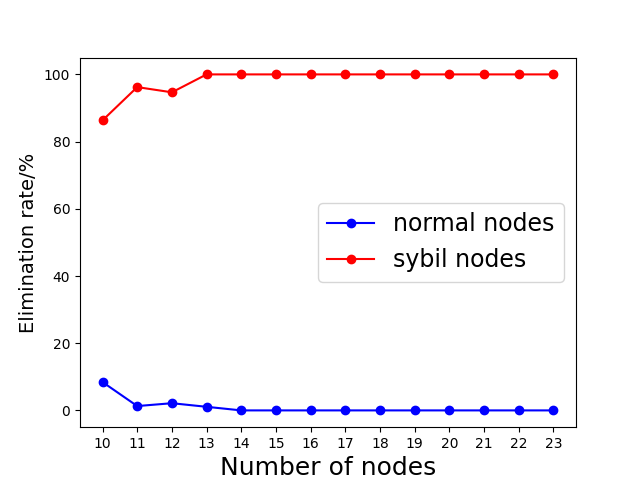 100
80
60
40
20
0
Elimination rate/%
normal nodes
sybil nodes
10 11 12 13 14 15 16 17 18 19 20 21 22 23
Number of nodes